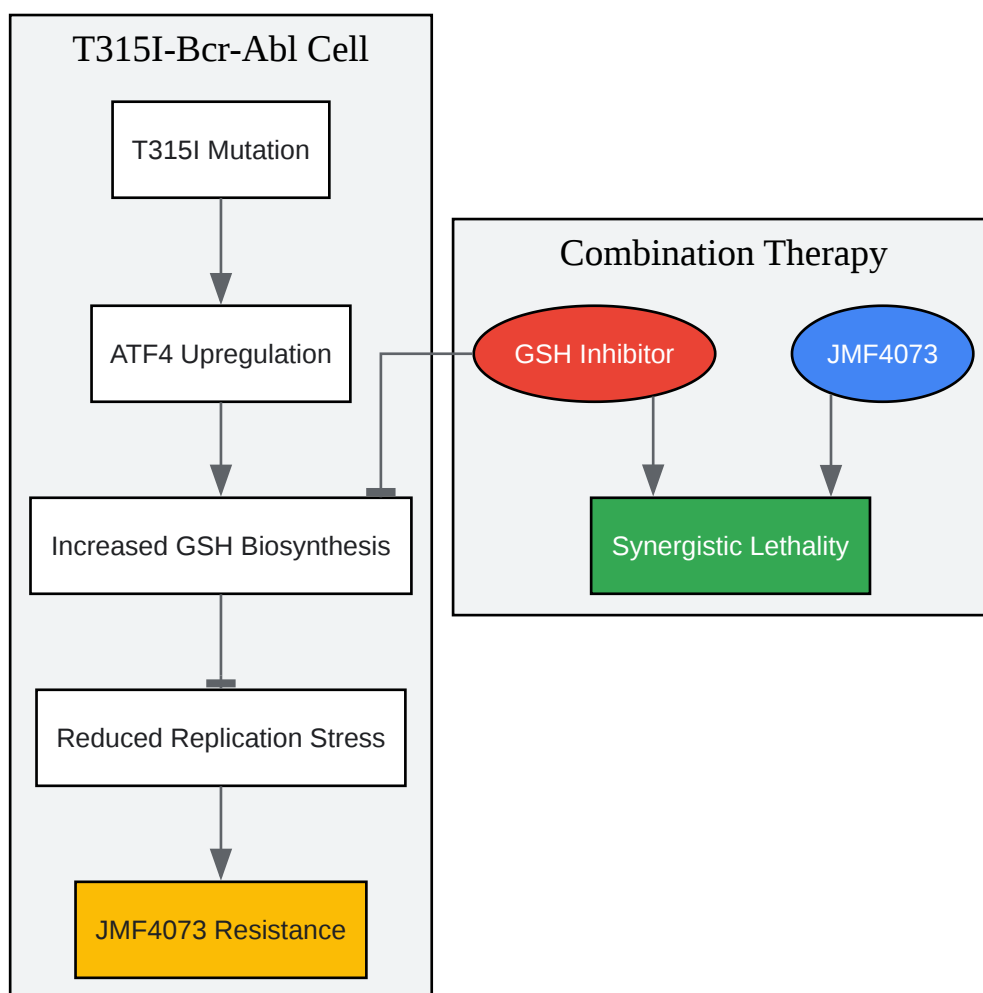 T315I-Bcr-Abl Cell
T315I Mutation
ATF4 Upregulation
Increased GSH Biosynthesis
Reduced Replication Stress
JMF4073 Resistance
Combination Therapy
GSH Inhibitor
JMF4073
Synergistic Lethality